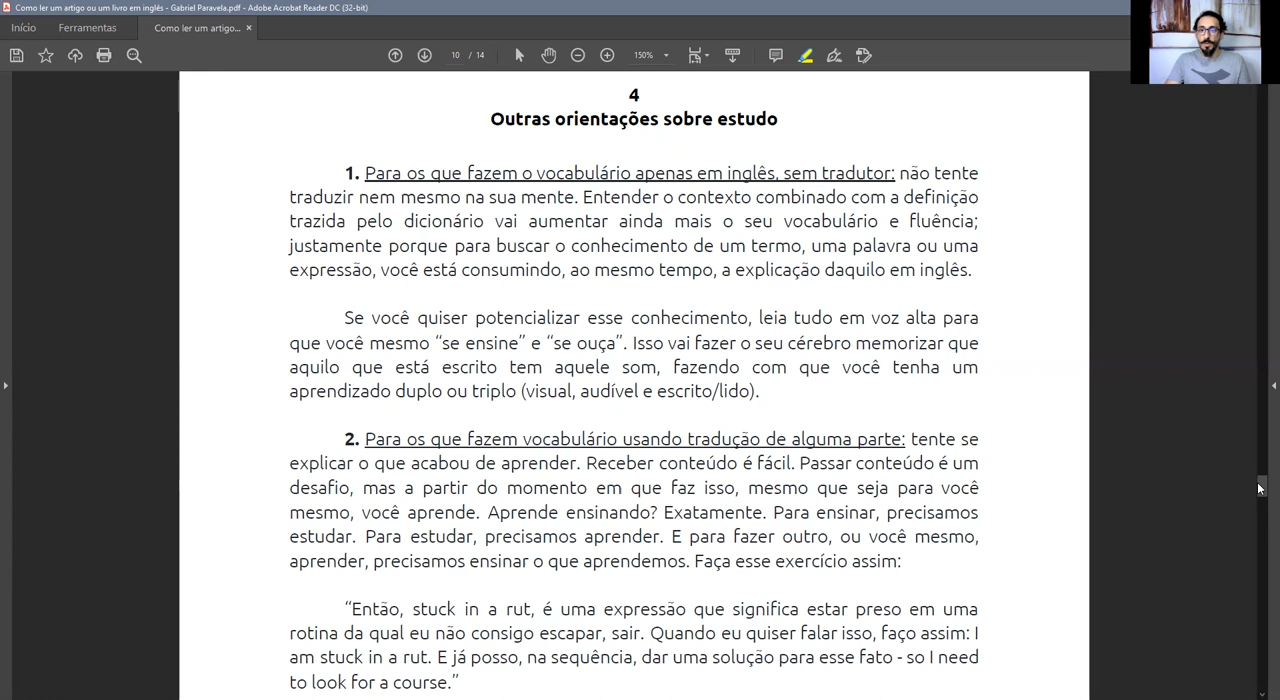 Como ler um artigo ou um livro em inglês - Gabriel Paravela.pdf - Adobe Acrobat Reader DC (32-bit)
Início Ferramentas Como ler um artigo... ×
10 / 14 150%
4
Outras orientações sobre estudo
1. Para os que fazem o vocabulário apenas em inglês, sem tradutor: não tente
traduzir nem mesmo na sua mente. Entender o contexto combinado com a definição
trazida pelo dicionário vai aumentar ainda mais o seu vocabulário e fluência;
justamente porque para buscar o conhecimento de um termo, uma palavra ou uma
expressão, você está consumindo, ao mesmo tempo, a explicação daquilo em inglês.
Se você quiser potencializar esse conhecimento, leia tudo em voz alta para
que você mesmo “se ensine” e “se ouça”. Isso vai fazer o seu cérebro memorizar que
aquilo que está escrito tem aquele som, fazendo com que você tenha um
aprendizado duplo ou triplo (visual, audível e escrito/lido).
2. Para os que fazem vocabulário usando tradução de alguma parte: tente se
explicar o que acabou de aprender. Receber conteúdo é fácil. Passar conteúdo é um
desafio, mas a partir do momento em que faz isso, mesmo que seja para você
mesmo, você aprende. Aprende ensinando? Exatamente. Para ensinar, precisamos
estudar. Para estudar, precisamos aprender. E para fazer outro, ou você mesmo,
aprender, precisamos ensinar o que aprendemos. Faça esse exercício assim:
“Então, stuck in a rut, é uma expressão que significa estar preso em uma
rotina da qual eu não consigo escapar, sair. Quando eu quiser falar isso, faço assim: I
am stuck in a rut. E já posso, na sequência, dar uma solução para esse fato - so I need
to look for a course.”